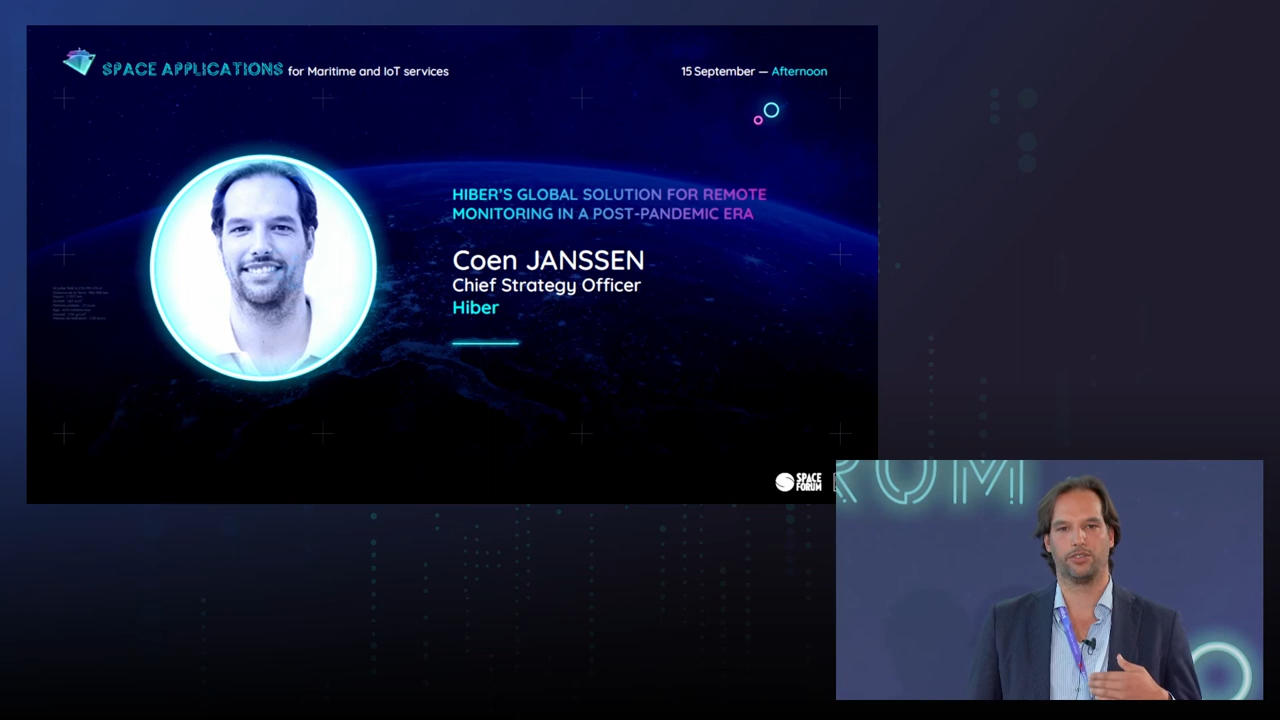 SPACE APPLICATIONS for Maritime and IoT services
15 September — Afternoon
HIBER'S GLOBAL SOLUTION FOR REMOTE
MONITORING IN A POST-PANDEMIC ERA
Coen JANSSEN
Chief Strategy Officer
Hiber
SPACE
FORUM
RUM